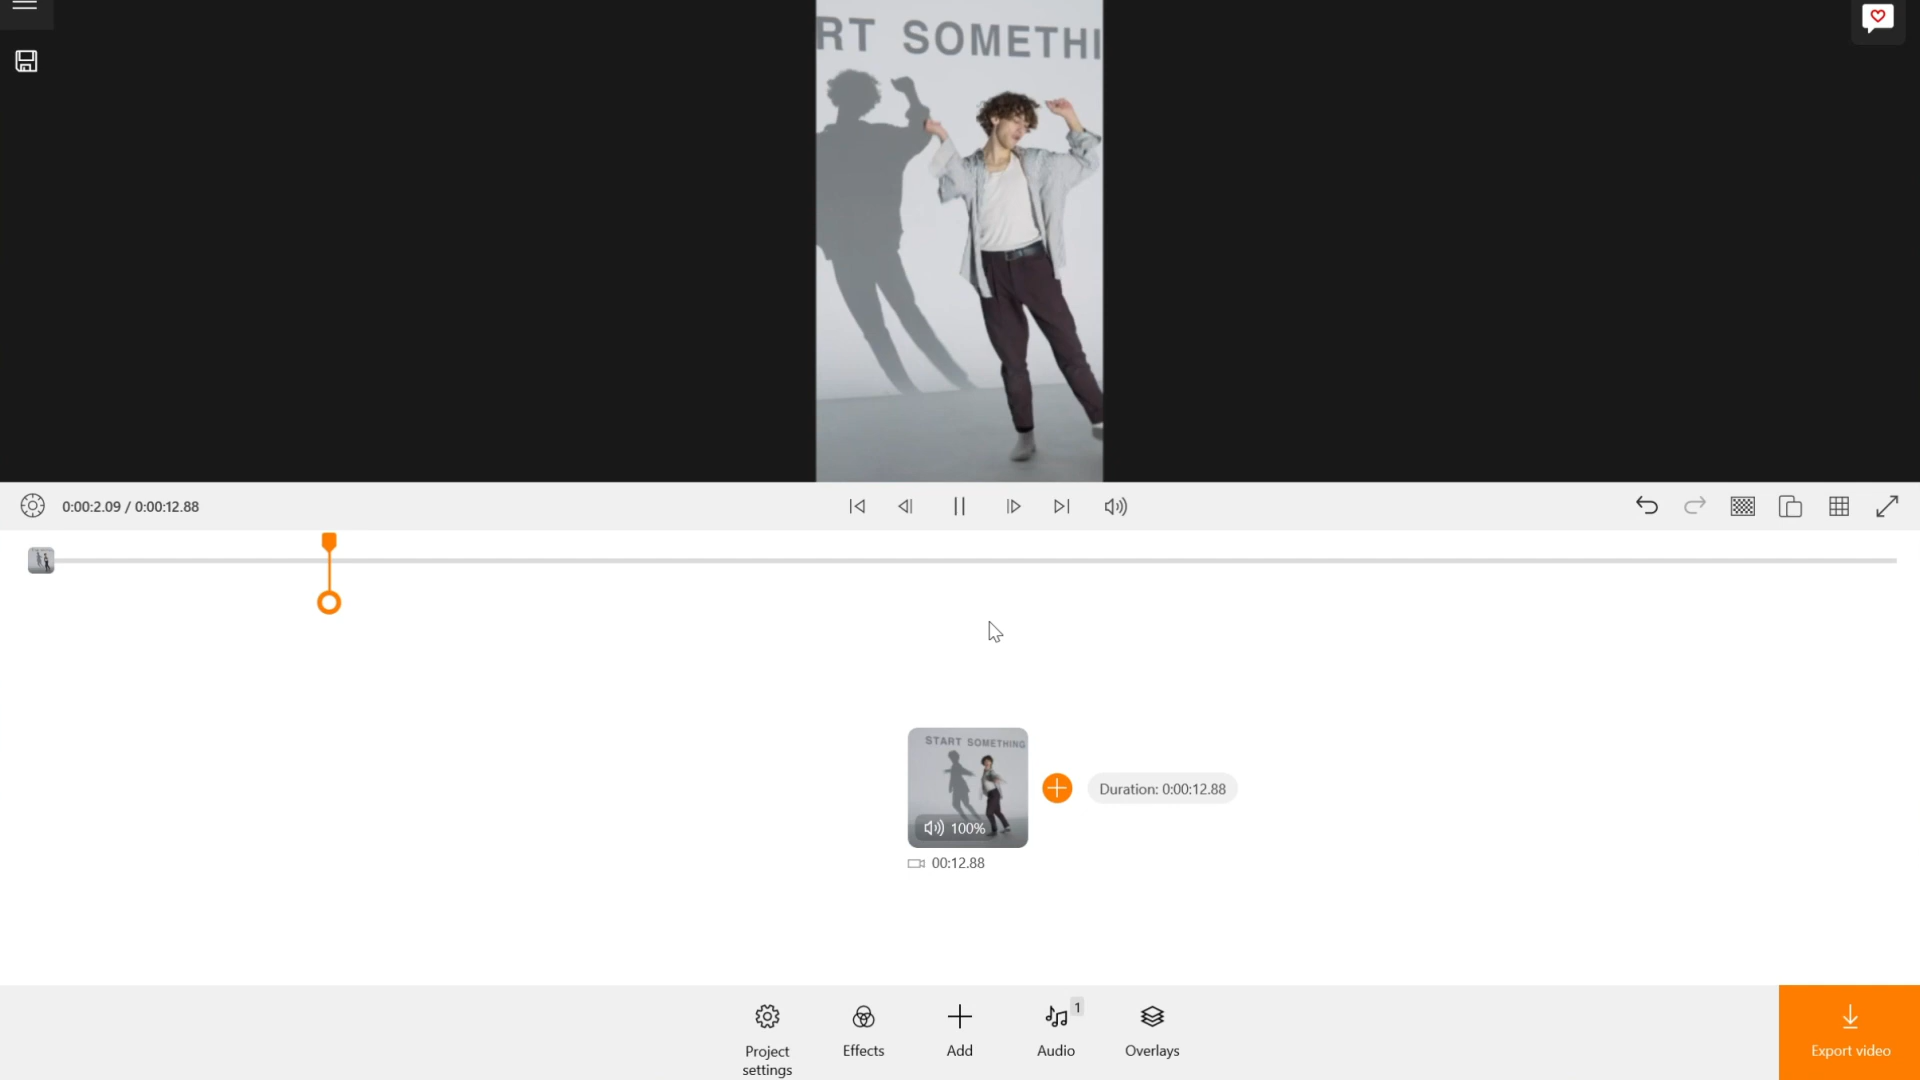 RT SOMETHI
0:00:2.09 / 0:00:12.88
START SOMETHING
100%
Duration: 0:00:12.88
00:12.88
Project
settings
Effects
Add
1
Audio
Overlays
Export video